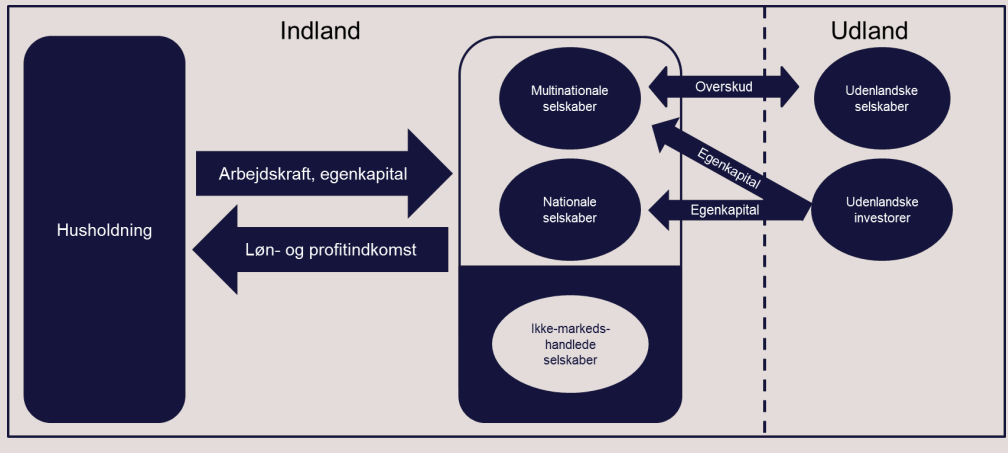 Indland
Udland
Husholdning
Arbejdskraft, egenkapital
Løn- og profitindkomst
Multinationale
selskaber
Nationale
selskaber
Ikke-markeds-
handlede
selskaber
Overskud
Egenkapital
Egenkapital
Udenlandske
selskaber
Udenlandske
investorer